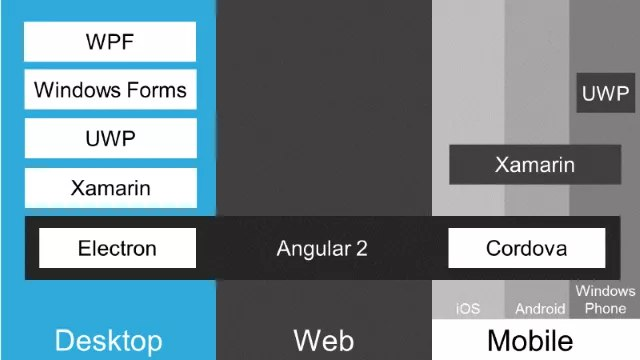 WPF
Windows Forms
UWP
UWP
Xamarin
Xamarin
Electron
Angular 2
Cordova
iOS
Android
Windows
Phone
Desktop
Web
Mobile